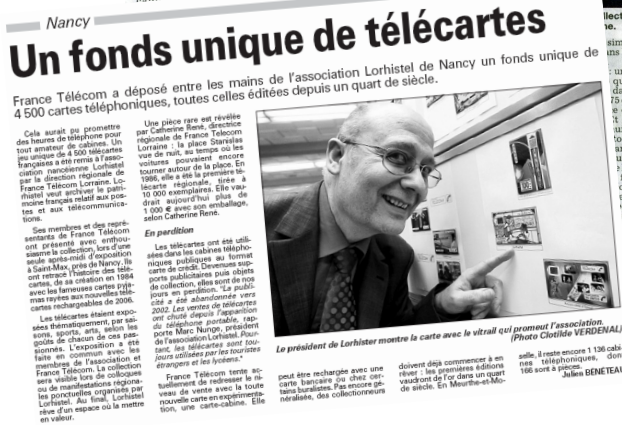 Nancy
Un fonds unique de télécartes
France Télécom a déposé entre les mains de l'association Lorhistel de Nancy un fonds unique de
4 500 cartes téléphoniques, toutes celles éditées depuis un quart de siècle.
Cela aurait pu promettre
des heures de téléphone pour
tout amateur de cabines. Un
jeu unique de 4 500 télécartes
françaises a été remis à l'asso-
ciation nancéienne Lorhistel
par la direction régionale de
France Télécom Lorraine. Lo-
rhistel veut archiver le patri-
moine français relatif aux pos-
tes et aux télécommunica-
tions.
Ses membres et des repré-
sentants de France Télécom
ont présenté avec enthou-
siasme la collection, lors d'une
seule après-midi d'exposition
à Saint-Max, près de Nancy. Ils
ont retracé l'histoire des télé-
cartes, de sa création en 1984
avec les fameuses cartes pyja-
mas rayées aux nouvelles télé-
cartes rechargeables de 2006.
Les télécartes étaient expo-
sées thématiquement, par sai-
sons, sports, arts, selon les
goûts de chacun de ces pas-
sionnés. L'exposition a été
faite en commun avec les
membres de l'association et
France Télécom. La collection
sera visible lors de colloques
ou de manifestations régiona-
les ponctuelles organisés par
Lorhistel. Au final, Lorhistel
rêve d'un espace où la mettre
en valeur.
Une pièce rare est révélée
par Catherine René, directrice
régionale de France Telecom
Lorraine : la place Stanislas
vue de nuit, au temps où les
voitures pouvaient encore
tourner autour de la place. En
1986, elle a été la première té-
lécarte régionale, tirée à
10 000 exemplaires. Elle vau-
drait aujourd'hui plus de
1 000 € avec son emballage,
selon Catherine René.
En perdition
Les télécartes ont été utili-
sées dans les cabines télépho-
niques publiques au format
de carte de crédit. Devenues sup-
ports publicitaires puis objets
de collection, elles sont de nos
jours en perdition. "La publi-
cité a été abandonnée vers
2002. Les ventes de télécartes
ont chuté depuis l'apparition
du téléphone portable, rap-
porte Marc Nunge, président
de l'association Lorhistel. Pour-
tant, les télécartes sont tou-
jours utilisées par les touristes
étrangers et les lycéens."
France Télécom tente ac-
tuellement de redresser le ni-
veau de vente avec la toute
nouvelle carte en expérimenta-
tion, une carte-cabine. Elle
Le président de Lorhister montre la carte avec le vitrail qui promeut l'association.
(Photo Clotilde VERDENAL)
peut être rechargée avec une
carte bancaire ou chez cer-
tains buralistes. Pas encore gé-
néralisée, des collectionneurs
doivent déjà commencer à en
rêver : les premières éditions
vaudront de l'or dans un quart
de siècle. En Meurthe-et-Mo-
selle, il reste encore 1 136 cabi-
nes téléphoniques, dont
166 sont à pièces.
Julien BÉNÉTEAU